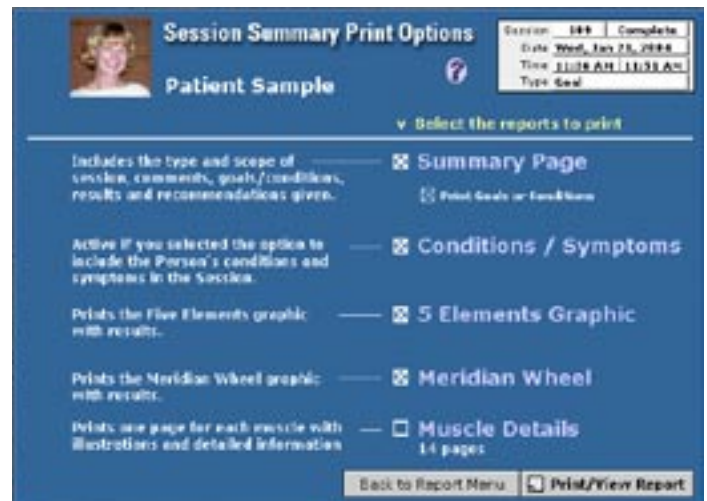 Session Summary Print Options
Session 100 Complete
Date Wed, Jan
Time 11:51 AM
Type Goal
?
Patient Sample
v Select the reports to print
Includes the type and scope of
session, comments, goals/conditions,
results and recommendations given.
Summary Page
Print Goals or Conditions
Active if you selected the option to
include the Person's conditions and
symptoms in the Session.
Conditions / Symptoms
Prints the Five Elements graphic
with results.
5 Elements Graphic
Prints the Meridian Wheel graphic
with results.
Meridian Wheel
Prints one page for each muscle with
illustrations and detailed information
Muscle Details
14 pages
Back to Report Menu
Print/View Report